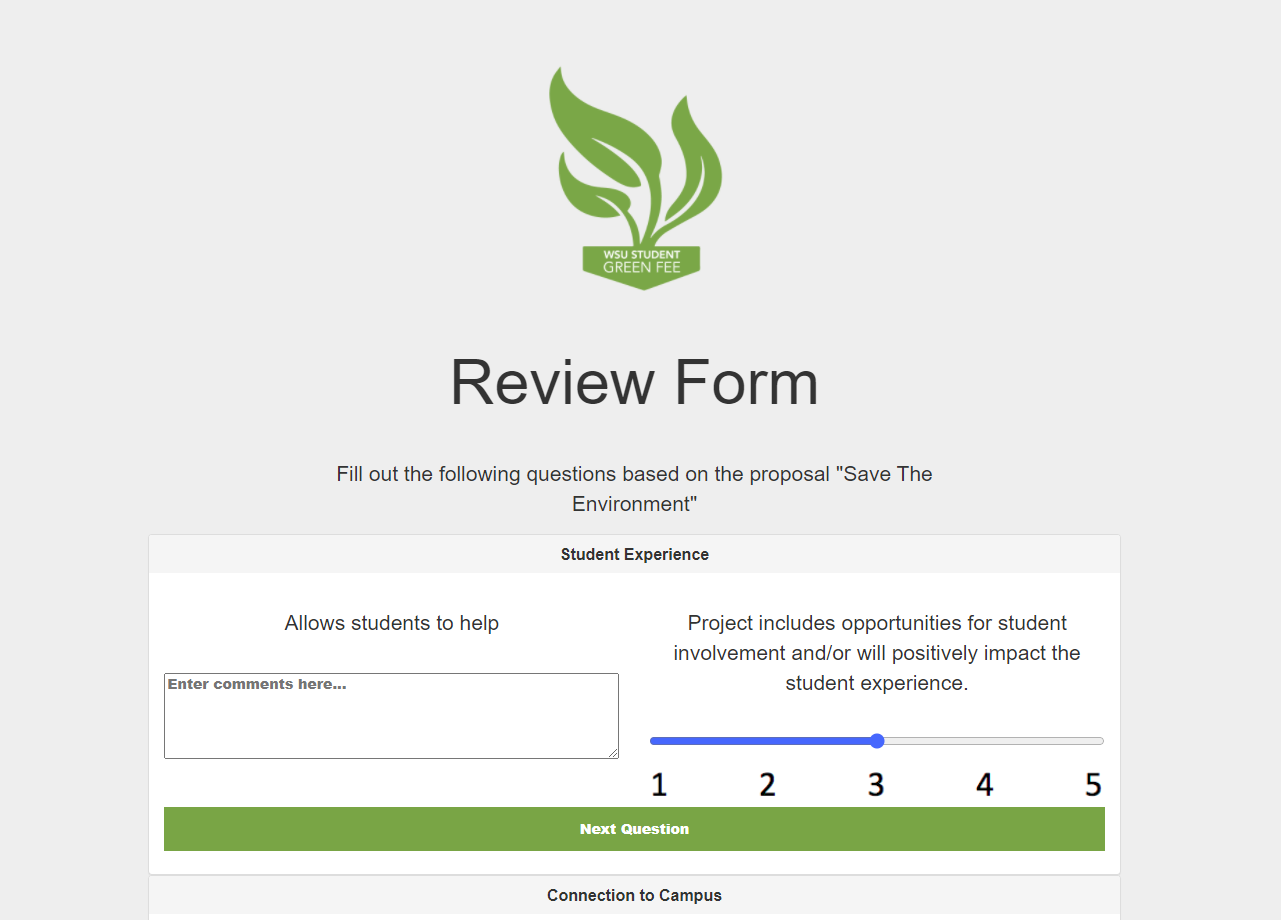 WSU STUDENT
GREEN FEE
Review Form
Fill out the following questions based on the proposal "Save The
Environment"
Student Experience
Allows students to help
Enter comments here...
Project includes opportunities for student
involvement and/or will positively impact the
student experience.
1 2 3 4 5
Next Question
Connection to Campus